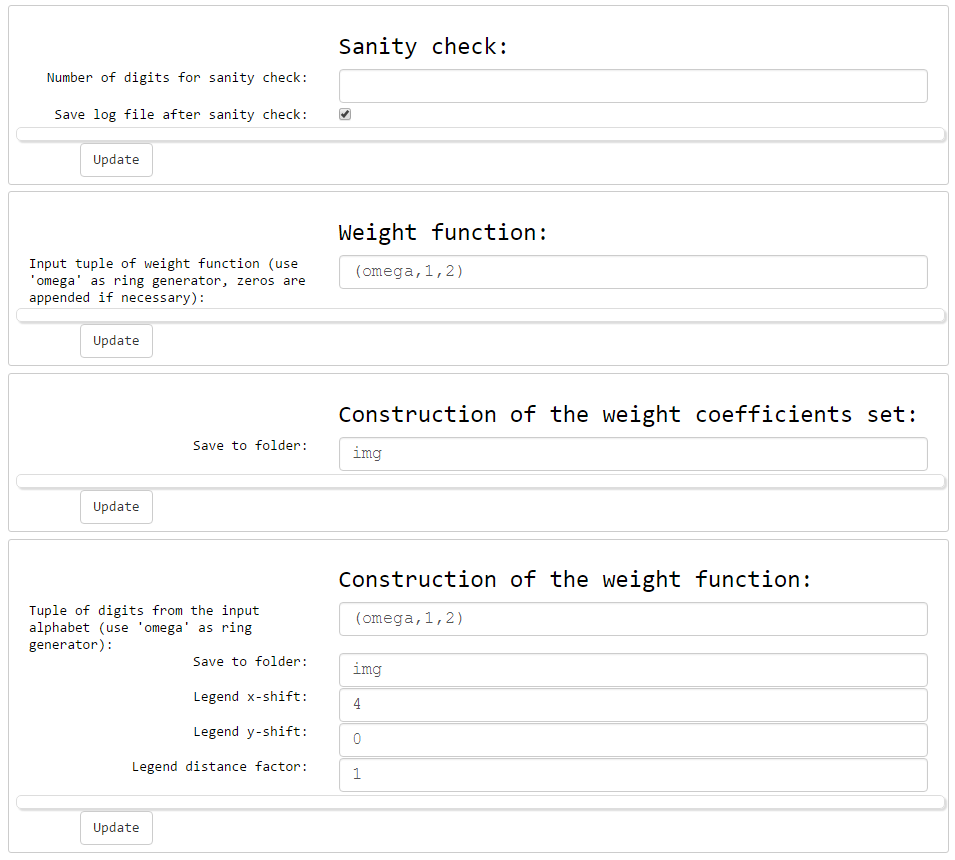 Sanity check:
Number of digits for sanity check:
Save log file after sanity check:
Update
Weight function:
Input tuple of weight function (use
'omega' as ring generator, zeros are
appended if necessary):
(omega,1,2)
Update
Construction of the weight coefficients set:
Save to folder:
img
Update
Construction of the weight function:
Tuple of digits from the input
alphabet (use 'omega' as ring
generator):
(omega,1,2)
Save to folder:
img
Legend x-shift:
4
Legend y-shift:
0
Legend distance factor:
1
Update